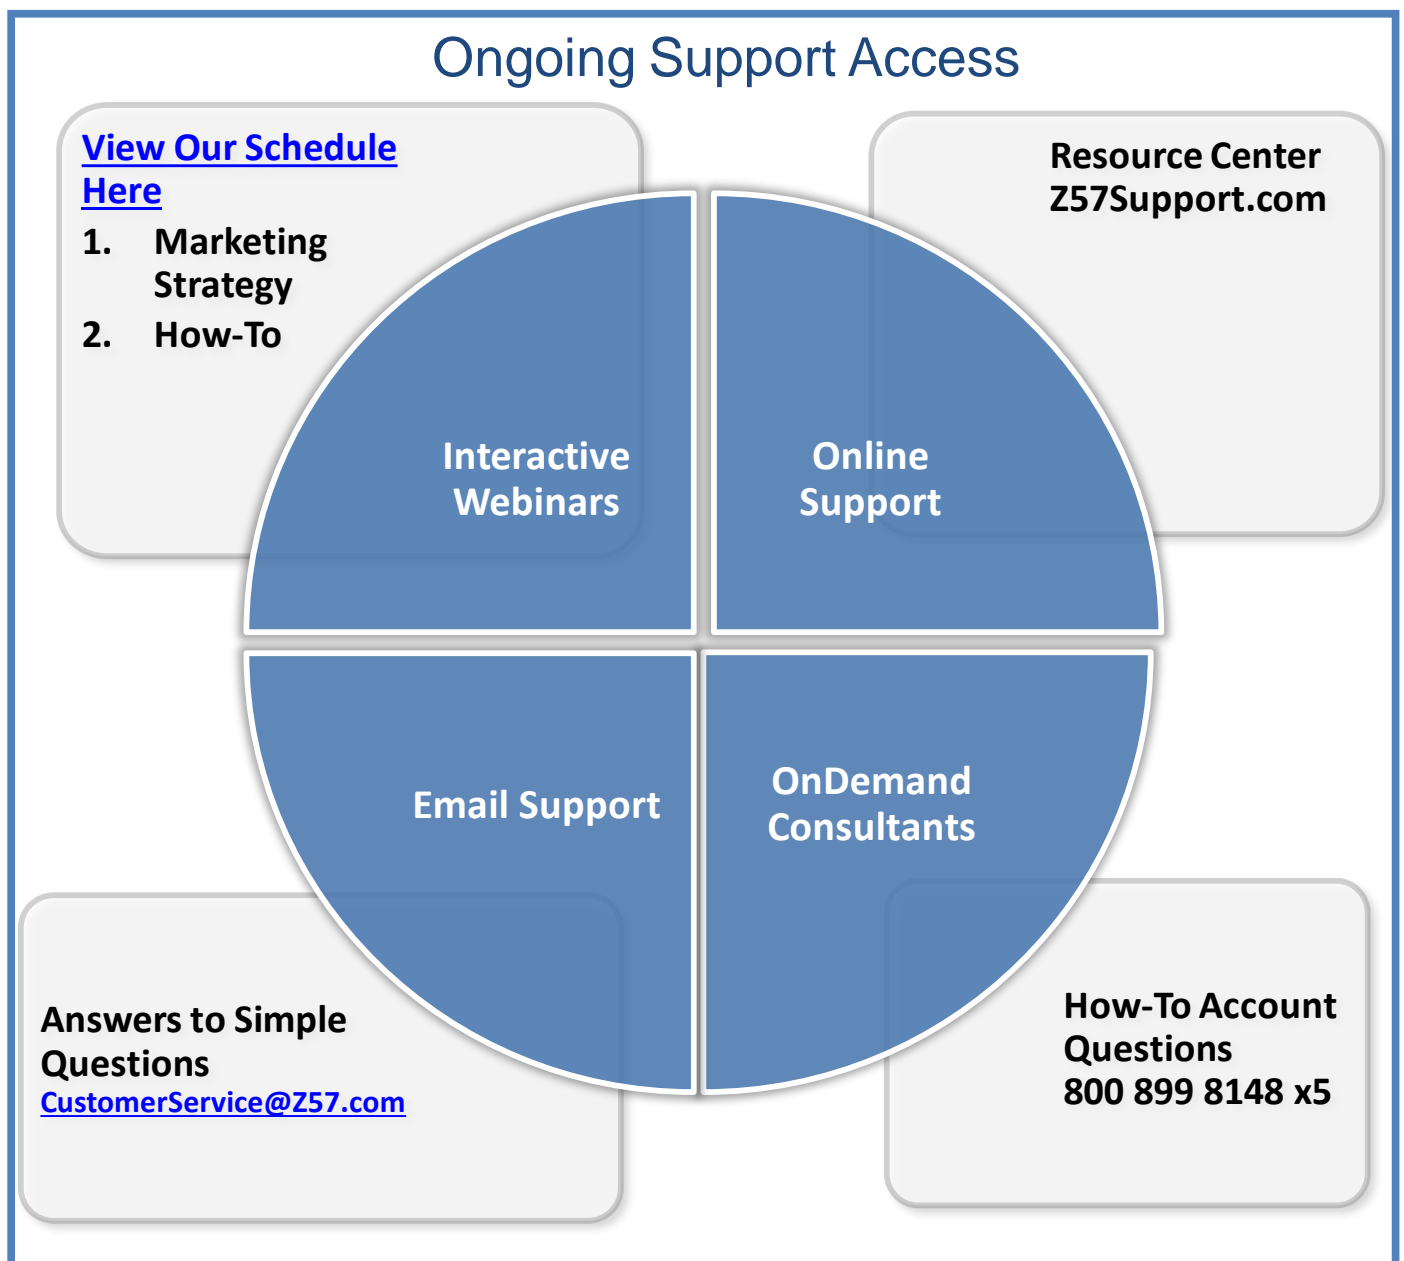 Ongoing Support Access
View Our Schedule
Here
1. Marketing
Strategy
2. How-To
Resource Center
Z57Support.com
Interactive
Webinars
Online
Support
Email Support
OnDemand
Consultants
Answers to Simple
Questions
CustomerService@Z57.com
How-To Account
Questions
800 899 8148 x5